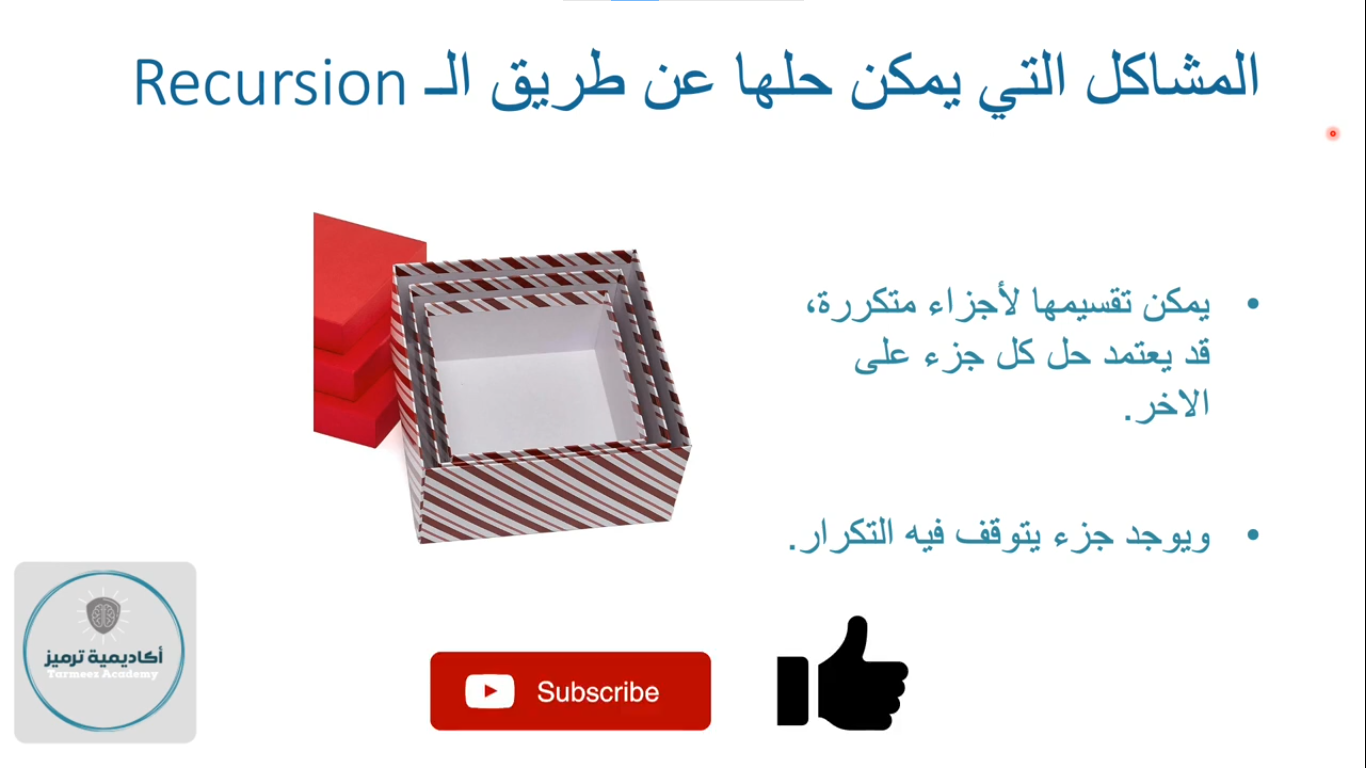 المشاكل التي يمكن حلها عن طريق الـ Recursion
• يمكن تقسيمها لأجزاء متكررة،
قد يعتمد حل كل جزء على
الاخر.
• ويوجد جزء يتوقف فيه التكرار.
أكاديمية ترميز
Tarmeez Academy
Subscribe